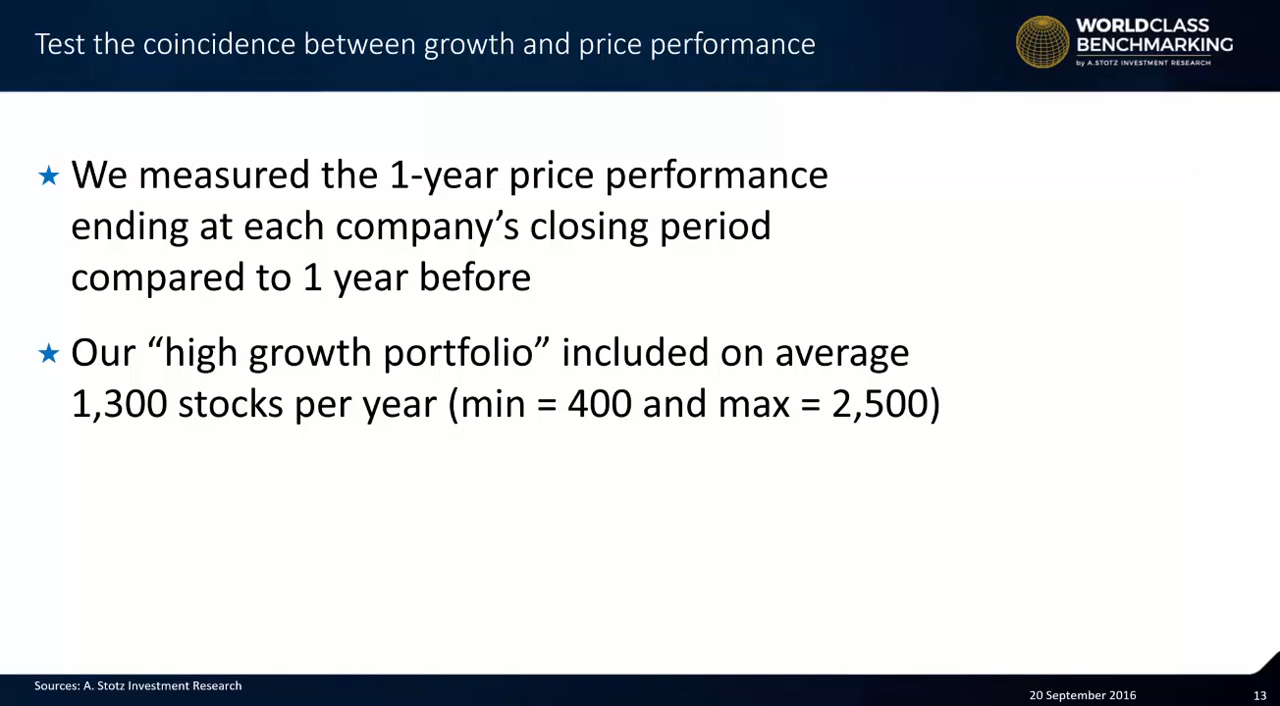 Test the coincidence between growth and price performance
WORLDCLASS
BENCHMARKING
by A.STOTZ INVESTMENT RESEARCH
★ We measured the 1-year price performance
ending at each company’s closing period
compared to 1 year before
★ Our “high growth portfolio” included on average
1,300 stocks per year (min = 400 and max = 2,500)
Sources: A. Stotz Investment Research
20 September 2016
13